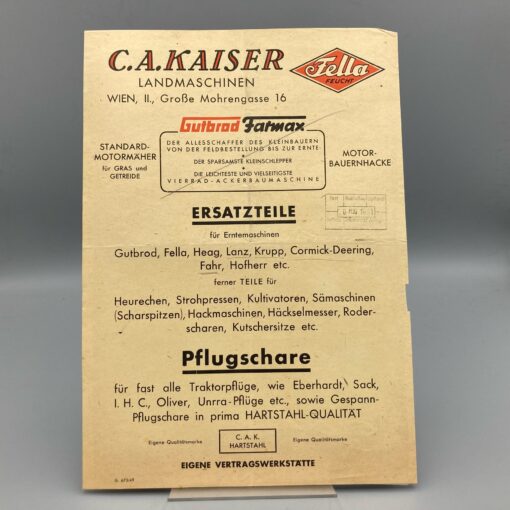 C.A.KAISER
LANDMASCHINEN
WIEN, II., Große Mohrengasse 16
Fella
FEUCHT
Gutbrod Farmax
DER ALLESSCHAFFER DES KLEINBAUERN
VON DER FELDBESTELLUNG BIS ZUR ERNTE
DER SPARSAMSTE KLEINSCHLEPPER
DIE LEICHTESTE UND VIELSEITIGSTE
VIERRAD-ACKERBAUMASCHINE
STANDARD-
MOTORMÄHER
für GRAS und
GETREIDE
MOTOR-
BAUERNHACKE
ERSATZTEILE
für Erntemaschinen
Gutbrod, Fella, Heag, Lanz, Krupp, Cormick-Deering,
Fahr, Hofherr etc.
ferner TEILE für
Heurechen, Strohpressen, Kultivatoren, Sämaschinen
(Scharspitzen), Hackmaschinen, Häckselmesser, Roder-
scharen, Kutschersitze etc.
Pflugschare
für fast alle Traktorpflüge, wie Eberhardt, Sack,
I. H. C., Oliver, Unrra-Pflüge etc., sowie Gespann-
Pflugschare in prima HARTSTAHL-QUALITÄT
Eigene Qualitätsmarke
C. A. K.
HARTSTAHL
Eigene Qualitätsmarke
EIGENE VERTRAGSWERKSTÄTTE